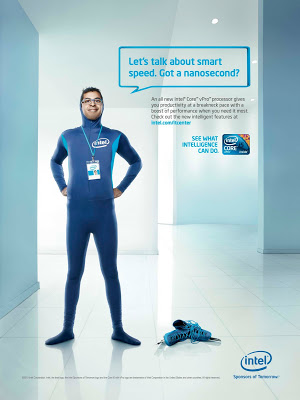 Let's talk about smart
speed. Got a nanosecond?
An all new Intel® Core™ vPro™ processor gives
you productivity at a breakneck pace with a
boost of performance when you need it most.
Check out the new intelligent features at
intel.com/itcenter
SEE WHAT
INTELLIGENCE
CAN DO.
intel
CORE
intel
intel
Sponsors of Tomorrow.™